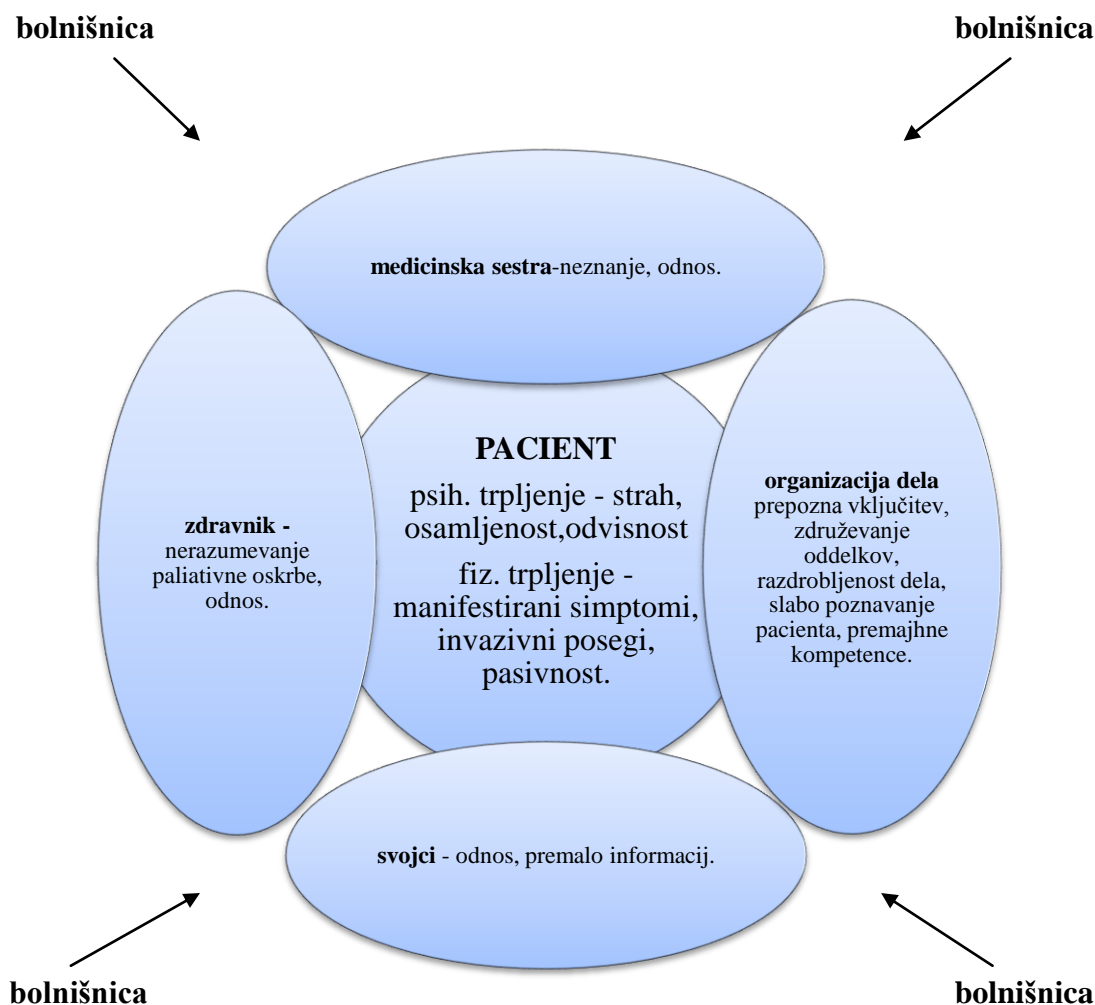 bolnišnica
bolnišnica
medicinska sestra-neznanje, odnos.
zdravnik -
nerazumevanje
paliativne oskrbe,
odnos.
PACIENT
psih. trpljenje - strah,
osamljenost,odvisnost
fiz. trpljenje -
manifestirani simptomi,
invazivni posegi,
pasivnost.
organizacija dela
prepozna vključitev,
združevanje
oddelkov,
razdrobljenost dela,
slabo poznavanje
pacienta, premajhne
kompetence.
svojci - odnos, premalo informacij.
bolnišnica
bolnišnica